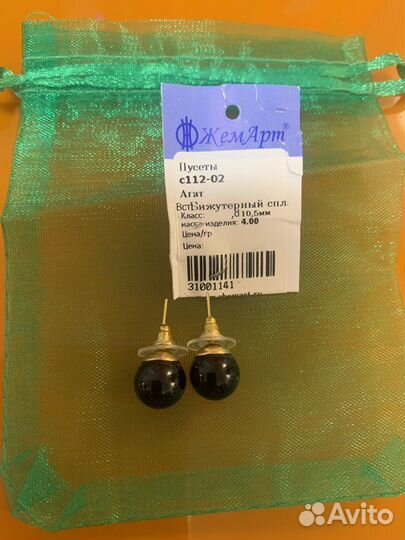 ЖемАрт®
Пусеты
с112-02
Агат
Вст Бижутерный спл.
Класс: ,d 10,5мм
масса изделия: 4.00
Цена/гр
Цена:
31001141
Avito